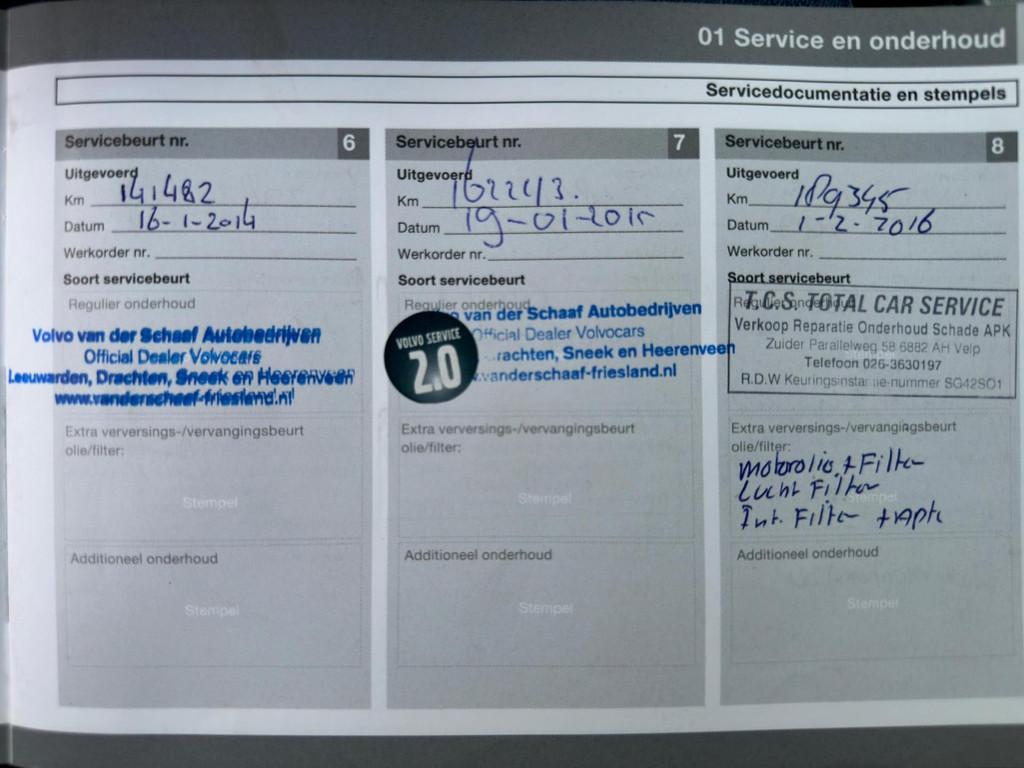 01 Service en onderhoud
Servicedocumentatie en stempels
Servicebeurt nr. 6
Uitgevoerd
Km 141482
Datum 16-1-2014
Werkorder nr.
Soort servicebeurt
Regulier onderhoud
Volvo van der Schaaf Autobedrijven
Official Dealer Volvocars
Leeuwarden, Drachten, Sneek en Heerenveen
www.vanderschaaf-friesland.nl
Extra verversings-/vervangingsbeurt
olie/filter:
Stempel
Additioneel onderhoud
Stempel
Servicebeurt nr. 7
Uitgevoerd
Km
Datum 19-01-2015
Werkorder nr.
Soort servicebeurt
Regulier onderhoud
van der Schaaf Autobedrijven
Official Dealer Volvocars
rachten, Sneek en Heerenveen
.vanderschaaf-friesland.nl
VOLVO SERVICE
2.0
Extra verversings-/vervangingsbeurt
olie/filter:
Stempel
Additioneel onderhoud
Stempel
Servicebeurt nr. 8
Uitgevoerd
Km 189345
Datum 1-2-2016
Werkorder nr.
Soort servicebeurt
Regulier onderhoud
T.C.S. TOTAL CAR SERVICE
Verkoop Reparatie Onderhoud Schade APK
Zuider Parallelweg 58 6882 AH Velp
Telefoon 026-3630197
R.D.W Keuringsinstantie-nummer SG42SO1
Extra verversings-/vervangingsbeurt
olie/filter:
motorolie + Filter
Lucht Filter
Stempel
Int. Filter + Apk
Additioneel onderhoud
Stempel